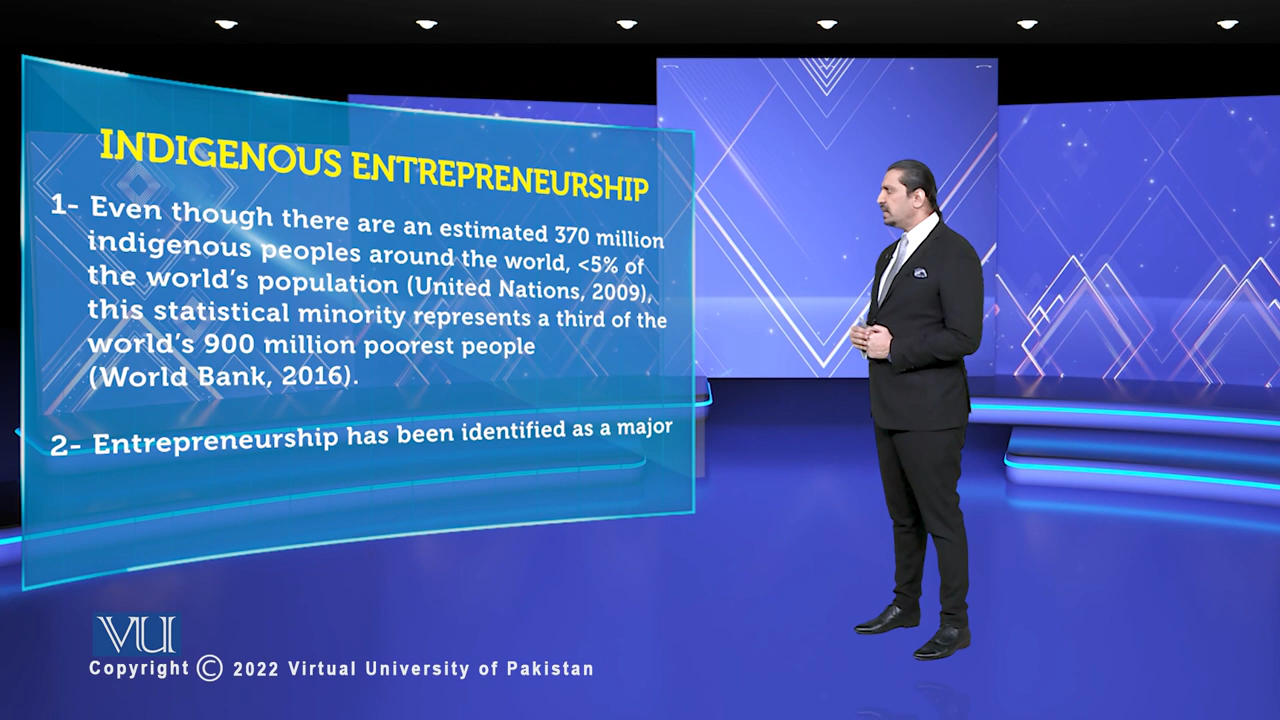 INDIGENOUS ENTREPRENEURSHIP
1- Even though there are an estimated 370 million
indigenous peoples around the world, <5% of
the world's population (United Nations, 2009),
this statistical minority represents a third of the
world's 900 million poorest people
(World Bank, 2016).
2- Entrepreneurship has been identified as a major
VU
Copyright © 2022 Virtual University of Pakistan